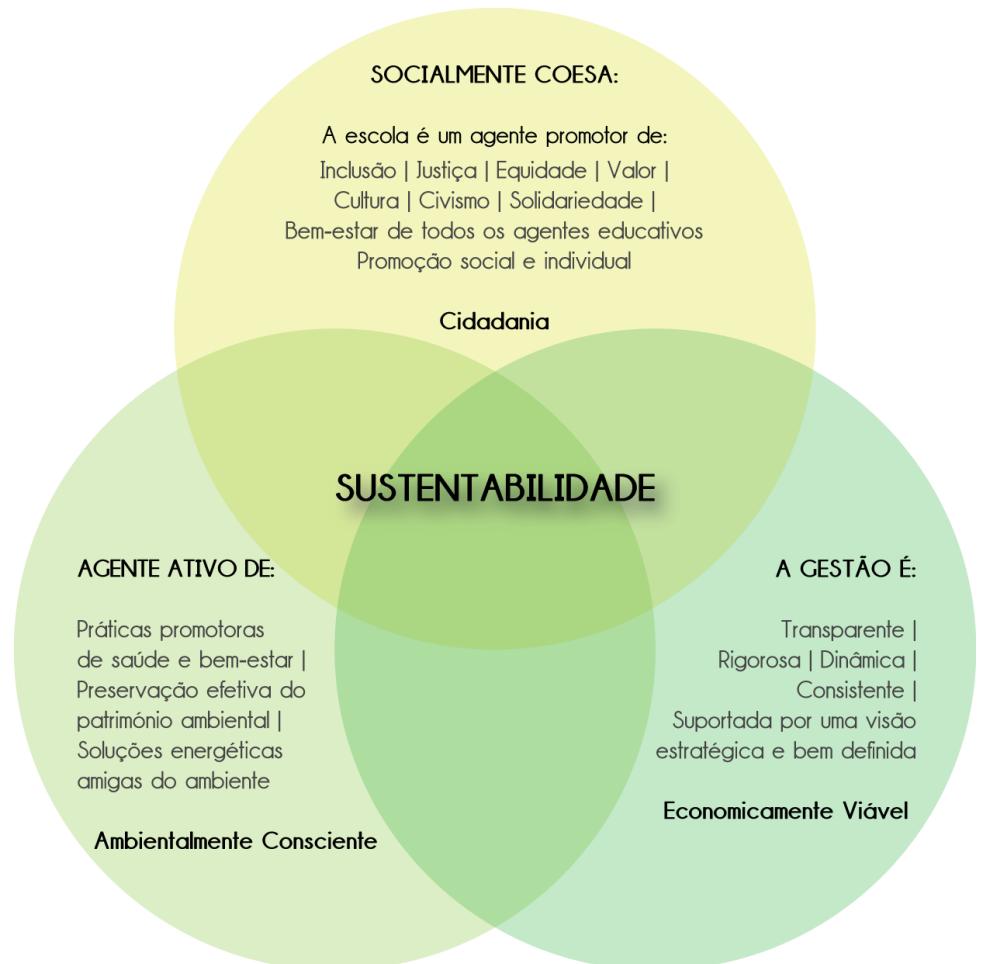 SOCIALMENTE COESA:
A escola é um agente promotor de:
Inclusão | Justiça | Equidade | Valor |
Cultura | Civismo | Solidariedade |
Bem-estar de todos os agentes educativos
Promoção social e individual
Cidadania
SUSTENTABILIDADE
AGENTE ATIVO DE:
Práticas promotoras
de saúde e bem-estar |
Preservação efetiva do
património ambiental |
Soluções energéticas
amigas do ambiente
Ambientalmente Consciente
A GESTÃO É:
Transparente |
Rigorosa | Dinâmica |
Consistente |
Suportada por uma visão
estratégica e bem definida
Economicamente Viável